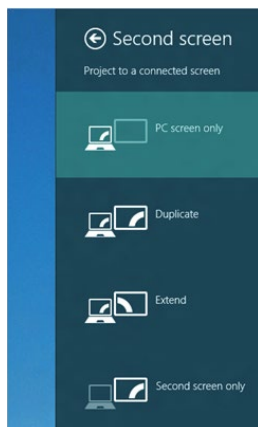 Second screen
Project to a connected screen
PC screen only
Duplicate
Extend
Second screen only